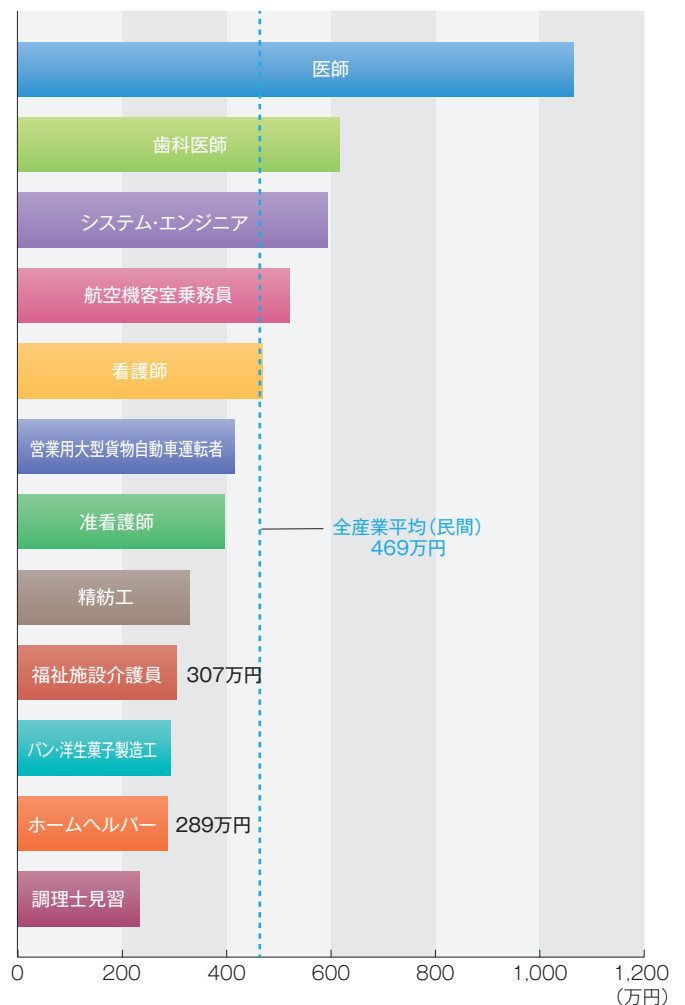 医師
歯科医師
システム・エンジニア
航空機客室乗務員
看護師
営業用大型貨物自動車運転者
准看護師
全産業平均（民間）
469万円
精紡工
福祉施設介護員 307万円
パン・洋生菓子製造工
ホームヘルパー 289万円
調理士見習
0 200 400 600 800 1,000 1,200
（万円）